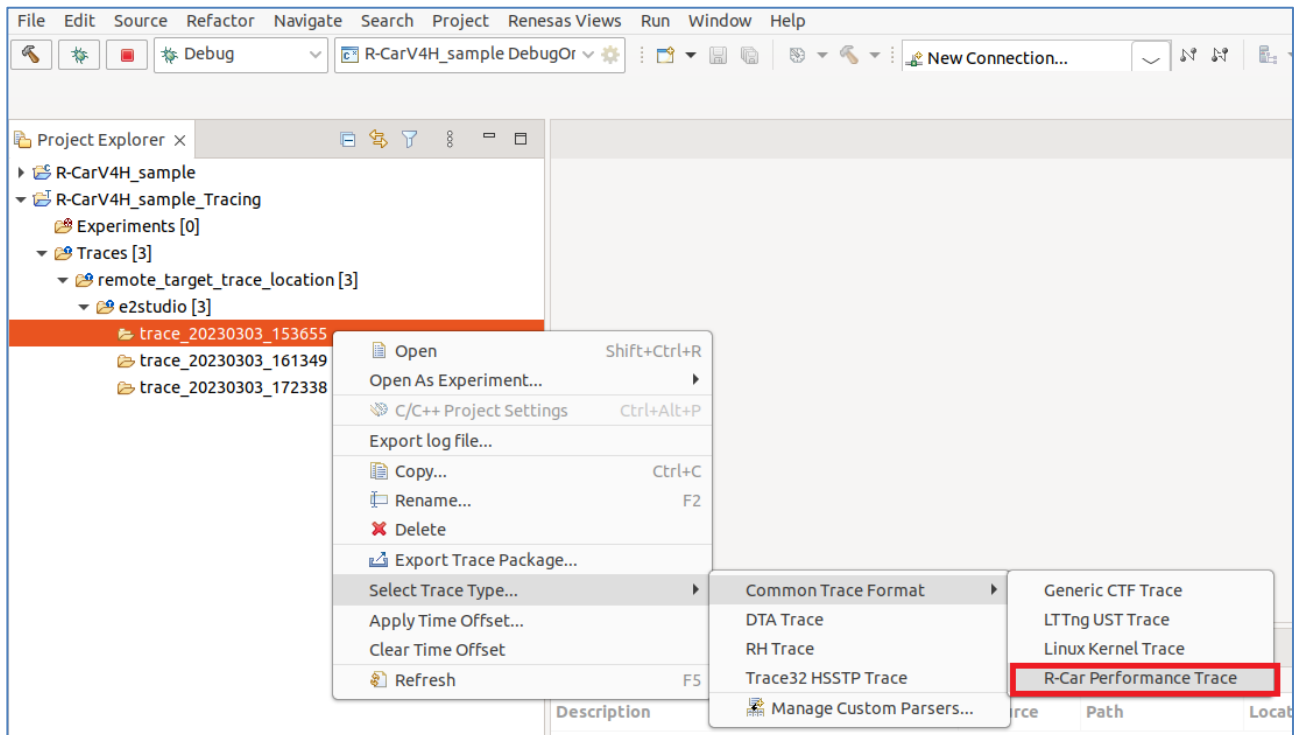 File Edit Source Refactor Navigate Search Project Renesas Views Run Window Help
Debug R-CarV4H_sample DebugOr New Connection...
Project Explorer
R-CarV4H_sample
R-CarV4H_sample_Tracing
Experiments [0]
Traces [3]
remote_target_trace_location [3]
e2studio [3]
trace_20230303_153655
trace_20230303_161349
trace_20230303_172338
Open Shift+Ctrl+R
Open As Experiment...
C/C++ Project Settings Ctrl+Alt+P
Export log file...
Copy... Ctrl+C
Rename... F2
Delete
Export Trace Package...
Select Trace Type...
Apply Time Offset...
Clear Time Offset
Refresh F5
Common Trace Format
DTA Trace
RH Trace
Trace32 HSSTP Trace
Manage Custom Parsers...
Generic CTF Trace
LTTng UST Trace
Linux Kernel Trace
R-Car Performance Trace
Description urce Path Locat